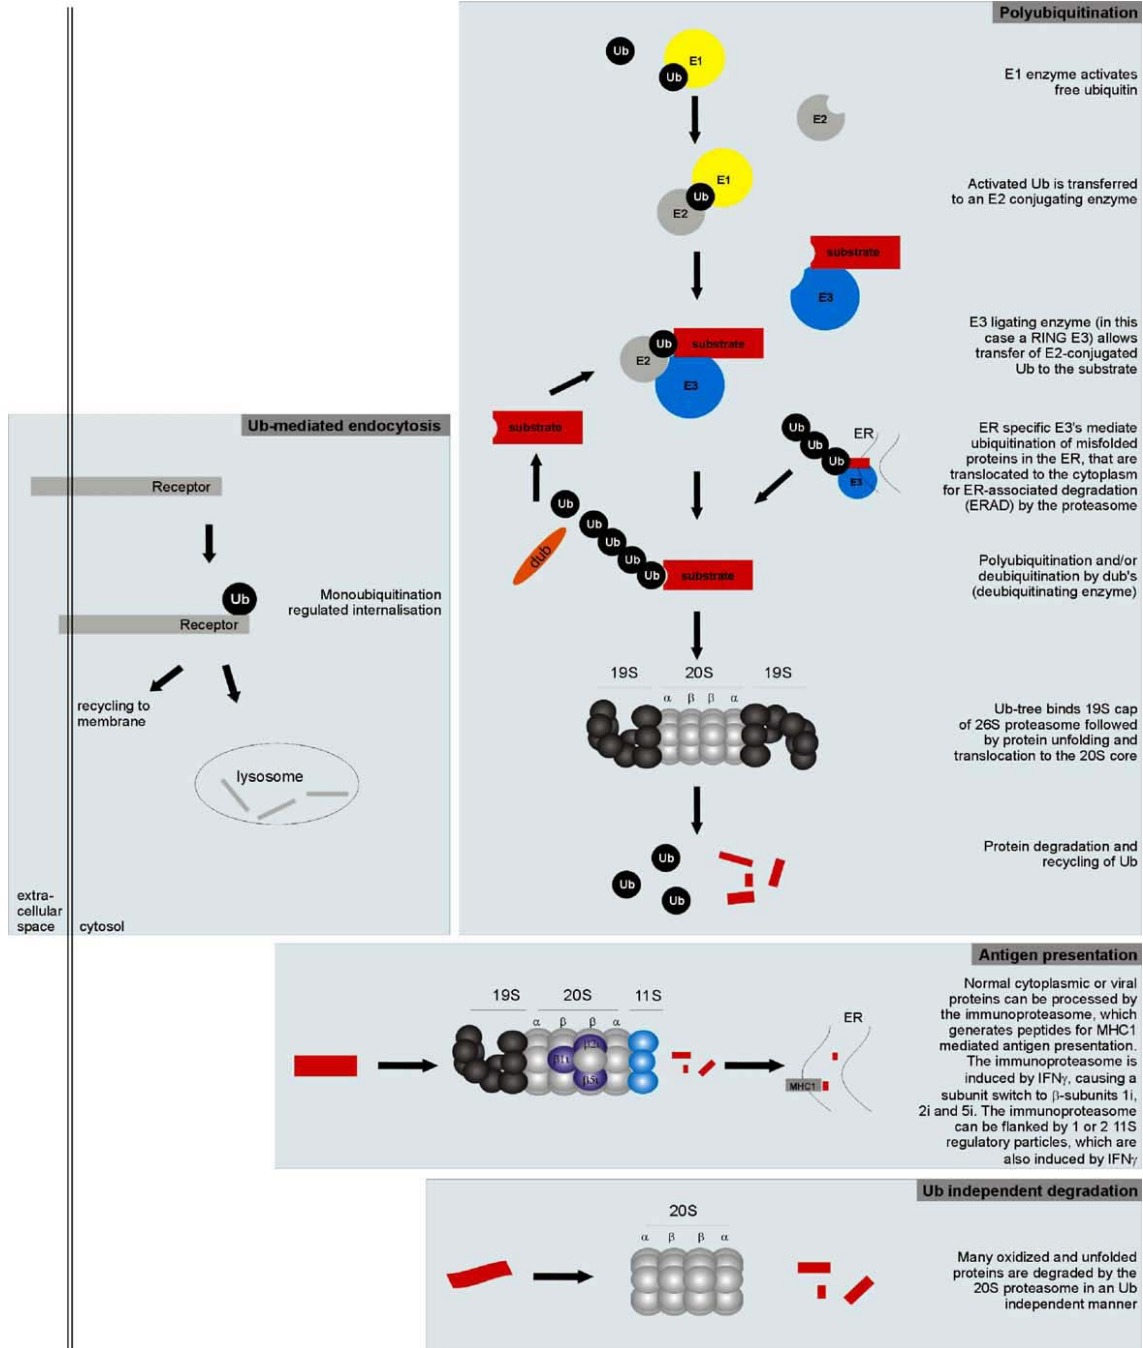 Polyubiquitination
Ub
E1
Ub
E1 enzyme activates
free ubiquitin
E2
E1
Ub
E2
Activated Ub is transferred
to an E2 conjugating enzyme
substrate
E3
Ub
substrate
E2
E3
E3 ligating enzyme (in this
case a RING E3) allows
transfer of E2-conjugated
Ub to the substrate
substrate
Ub
Ub
Ub
ER
E3
ER specific E3's mediate
ubiquitination of misfolded
proteins in the ER, that are
translocated to the cytoplasm
for ER-associated degradation
(ERAD) by the proteasome
Ub
Ub
Ub
Ub
Ub
dub
substrate
Polyubiquitination and/or
deubiquitination by dub's
(deubiquitinating enzyme)
19S 20S 19S
α β β α
Ub-tree binds 19S cap
of 26S proteasome followed
by protein unfolding and
translocation to the 20S core
Ub
Ub
Ub
Protein degradation and
recycling of Ub
Ub-mediated endocytosis
Receptor
Ub
Receptor
Monoubiquitination
regulated internalisation
recycling to
membrane
lysosome
extra-
cellular
space
cytosol
Antigen presentation
19S 20S 11S
α β β α
β1i
β2i
β5i
ER
MHC1
Normal cytoplasmic or viral
proteins can be processed by
the immunoproteasome, which
generates peptides for MHC1
mediated antigen presentation.
The immunoproteasome is
induced by IFNγ, causing a
subunit switch to β-subunits 1i,
2i and 5i. The immunoproteasome
can be flanked by 1 or 2 11S
regulatory particles, which are
also induced by IFNγ
Ub independent degradation
20S
α β β α
Many oxidized and unfolded
proteins are degraded by the
20S proteasome in an Ub
independent manner